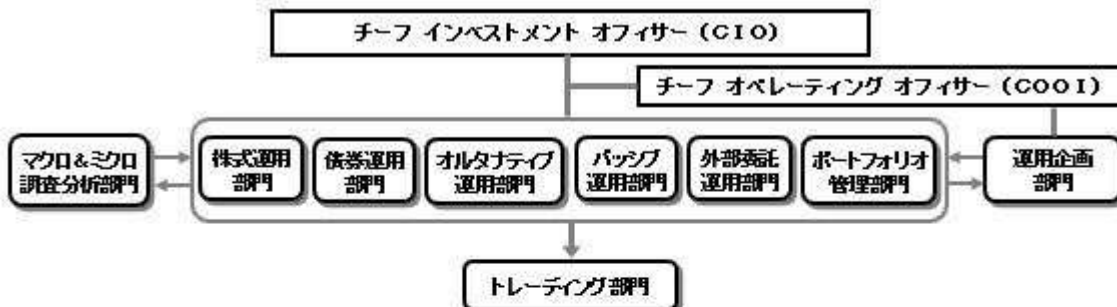 チーフ インベストメント オフィサー（CIO）
チーフ オペレーティング オフィサー（COOI）
マクロ＆ミクロ
調査分析部門
株式運用
部門
債券運用
部門
オルタナティブ
運用部門
パッシブ
運用部門
外部委託
運用部門
ポートフォリオ
管理部門
運用企画
部門
トレーディング部門